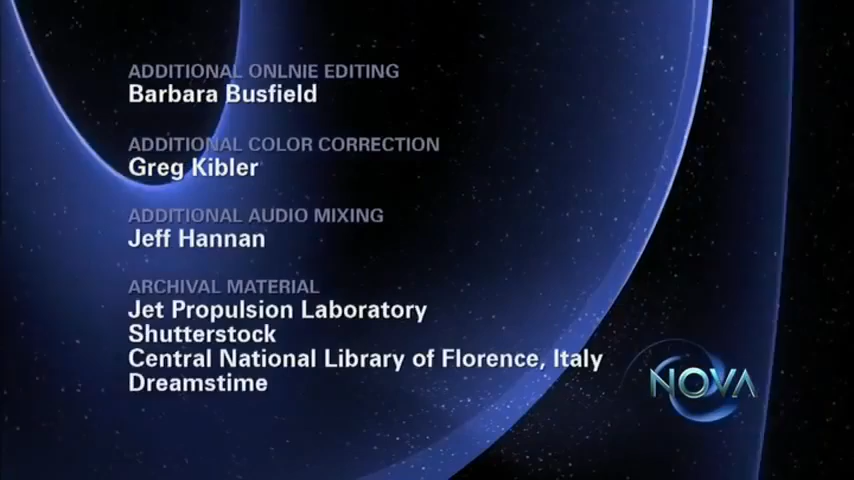 ADDITIONAL ONLNIE EDITING
Barbara Busfield
ADDITIONAL COLOR CORRECTION
Greg Kibler
ADDITIONAL AUDIO MIXING
Jeff Hannan
ARCHIVAL MATERIAL
Jet Propulsion Laboratory
Shutterstock
Central National Library of Florence, Italy
Dreamstime
NOVA